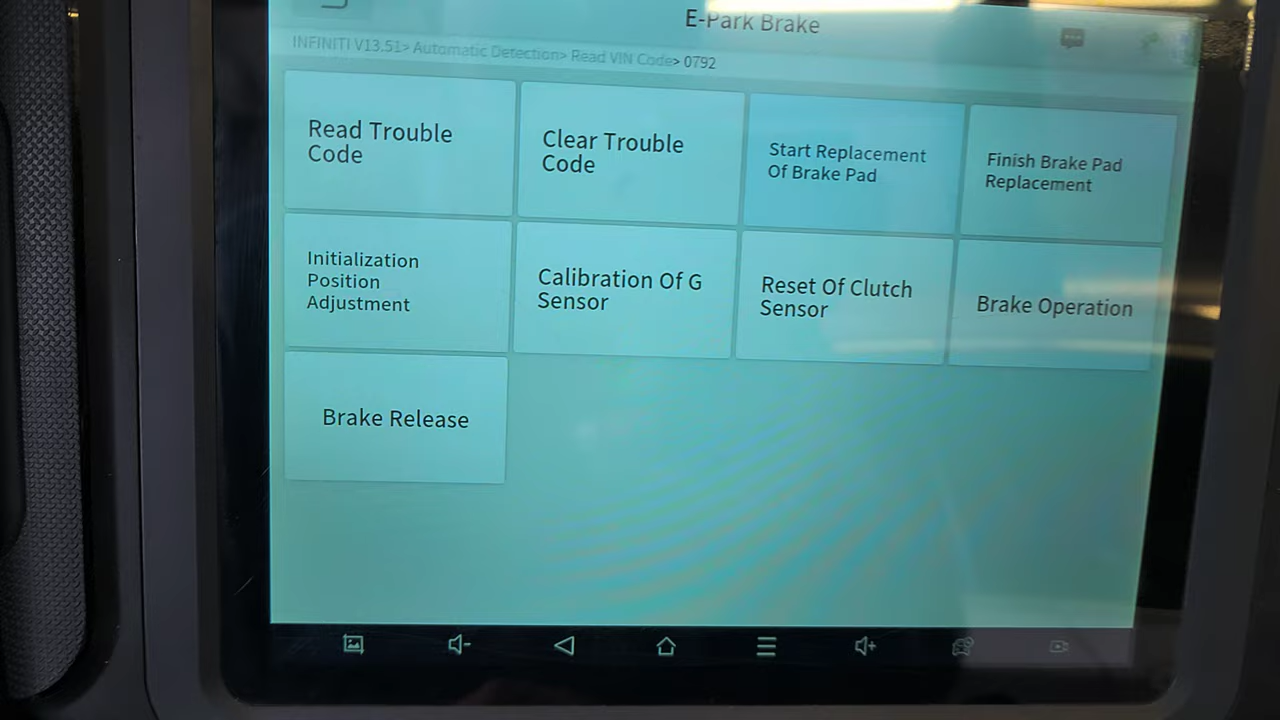 E-Park Brake
INFINITI V13.51> Automatic Detection> Read VIN Code> 0792
Read Trouble
Code
Clear Trouble
Code
Start Replacement
Of Brake Pad
Finish Brake Pad
Replacement
Initialization
Position
Adjustment
Calibration Of G
Sensor
Reset Of Clutch
Sensor
Brake Operation
Brake Release